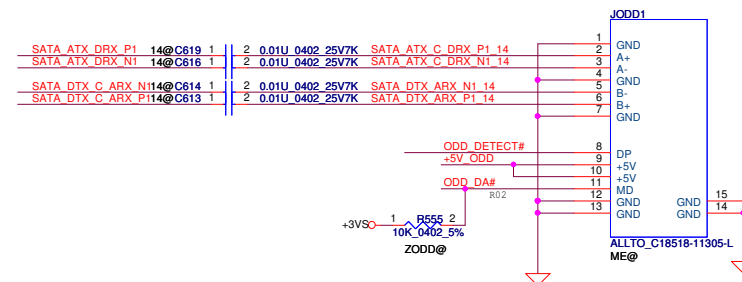 JODD1
SATA_ATX_DRX_P1 14@C619 1 2 0.01U_0402_25V7K SATA_ATX_C_DRX_P1_14
SATA_ATX_DRX_N1 14@C616 1 2 0.01U_0402_25V7K SATA_ATX_C_DRX_N1_14
SATA_DTX_C_ARX_N1 14@C614 1 2 0.01U_0402_25V7K SATA_DTX_ARX_N1_14
SATA_DTX_C_ARX_P1 14@C613 1 2 0.01U_0402_25V7K SATA_DTX_ARX_P1_14
1 GND
2 A+
3 A-
4 GND
5 B-
6 B+
7 GND
ODD_DETECT# 8 DP
+5V_ODD 9 +5V
10 +5V
ODD_DA# 11 MD
R02
12 GND GND 15
13 GND GND 14
+3VS 1 R555 2
10K_0402_5%
ZODD@
ALLTO_C18518-11305-L
ME@